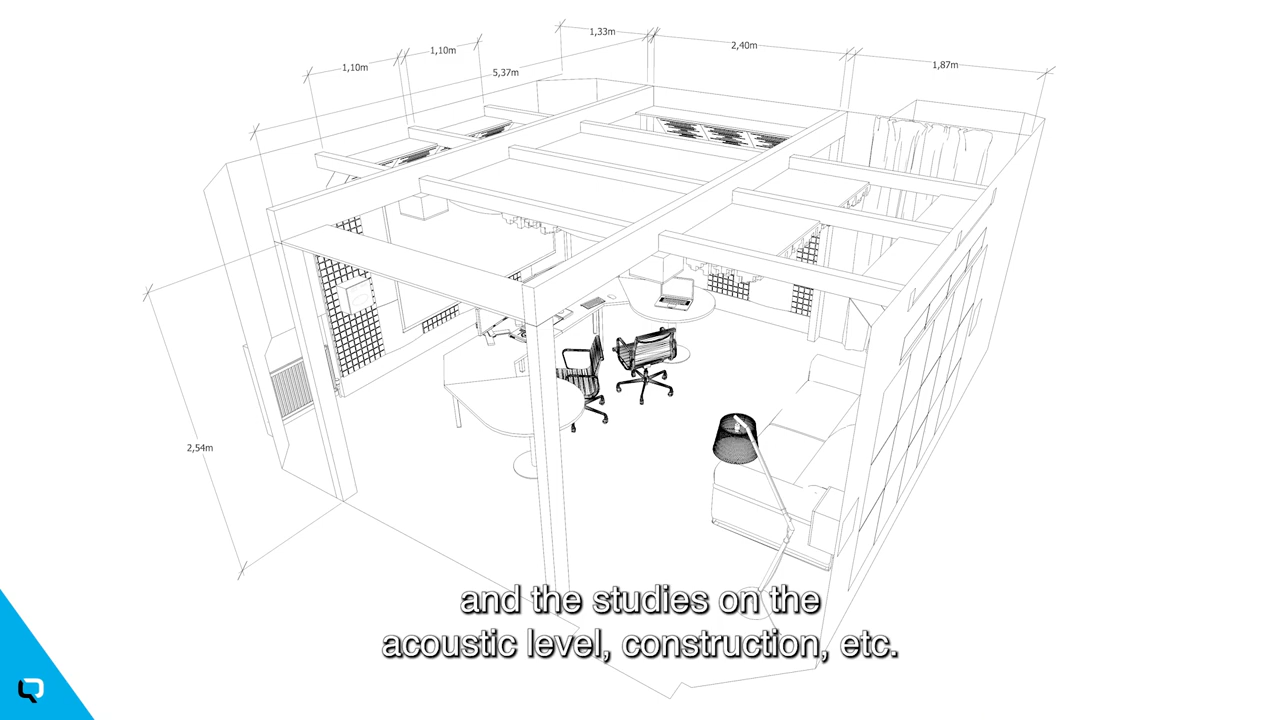 1,33m
2,40m
1,87m
1,10m
1,10m
5,37m
2,54m
and the studies on the
acoustic level, construction, etc.